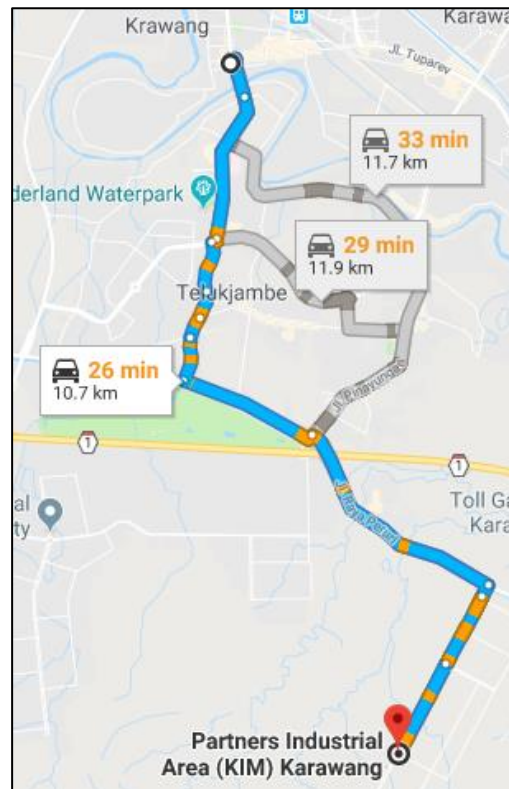 Krawang
Karawa
JL. Tuparev
33 min
11.7 km
derland Waterpark
29 min
11.9 km
Telukjambe
26 min
10.7 km
JL. Pinayungan
1
1
Toll Ga
Kara
al
ty
Partners Industrial
Area (KIM) Karawang